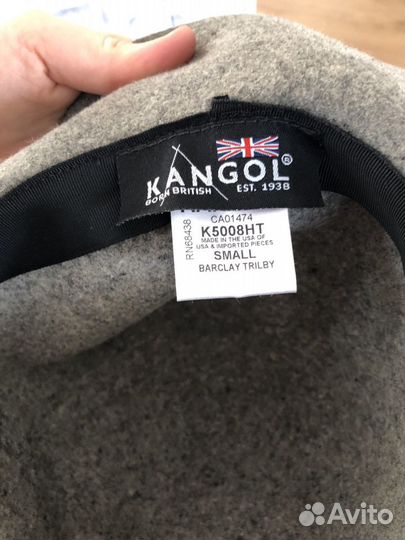 KANGOL®
BORN BRITISH EST. 1938
RN68438
CA01474
K5008HT
MADE IN THE USA OF
USA & IMPORTED PIECES
SMALL
BARCLAY TRILBY
Avito